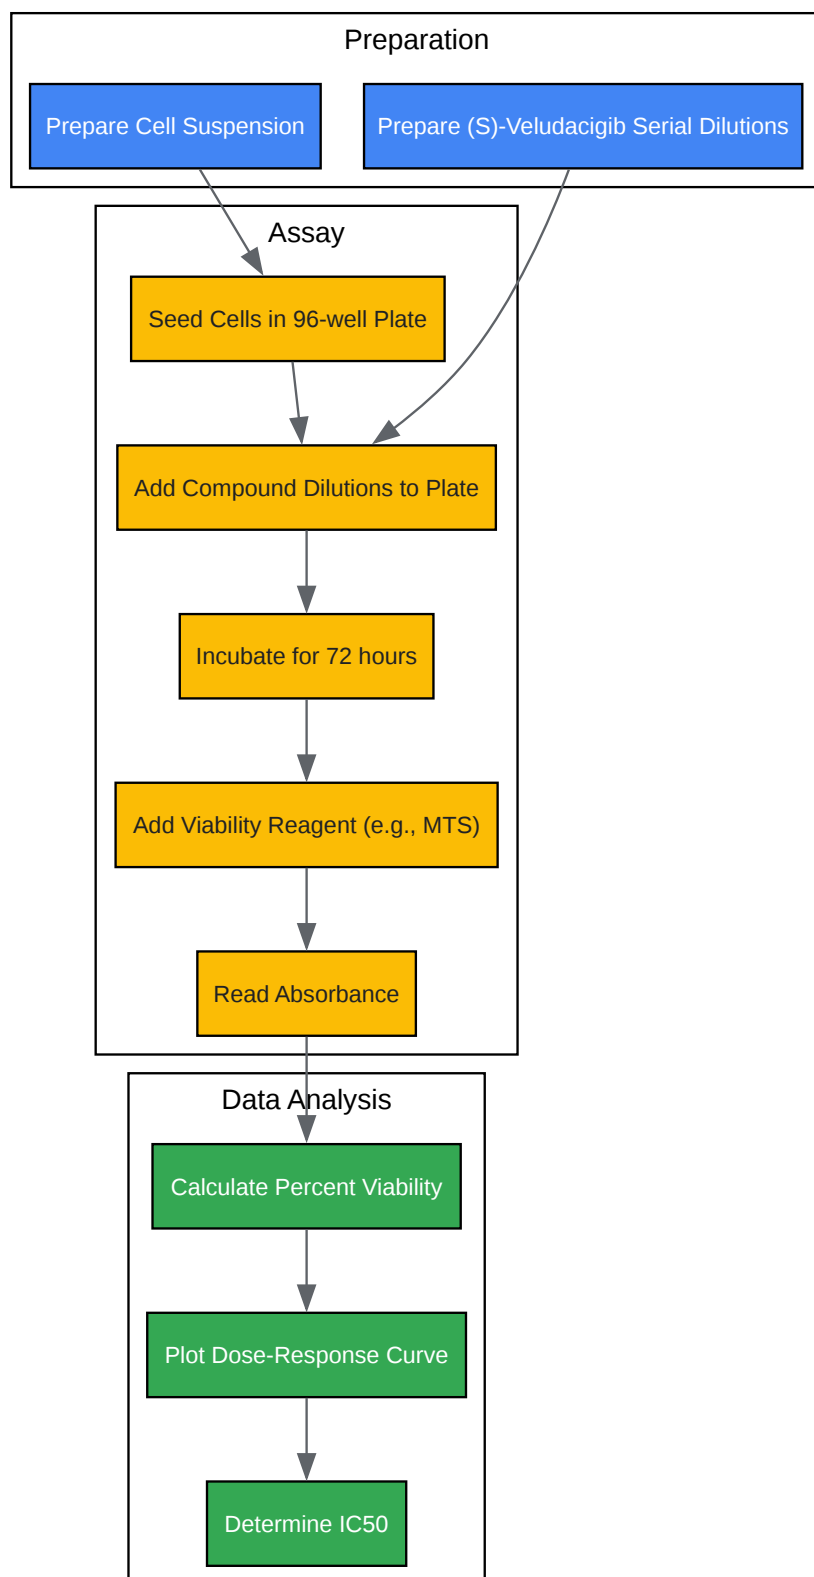 Preparation
Prepare Cell Suspension
Prepare (S)-Veludacigib Serial Dilutions
Assay
Seed Cells in 96-well Plate
Add Compound Dilutions to Plate
Incubate for 72 hours
Add Viability Reagent (e.g., MTS)
Read Absorbance
Data Analysis
Calculate Percent Viability
Plot Dose-Response Curve
Determine IC50